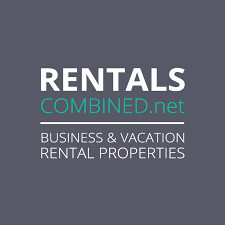 RENTALS
COMBINED.net
BUSINESS & VACATION
RENTAL PROPERTIES